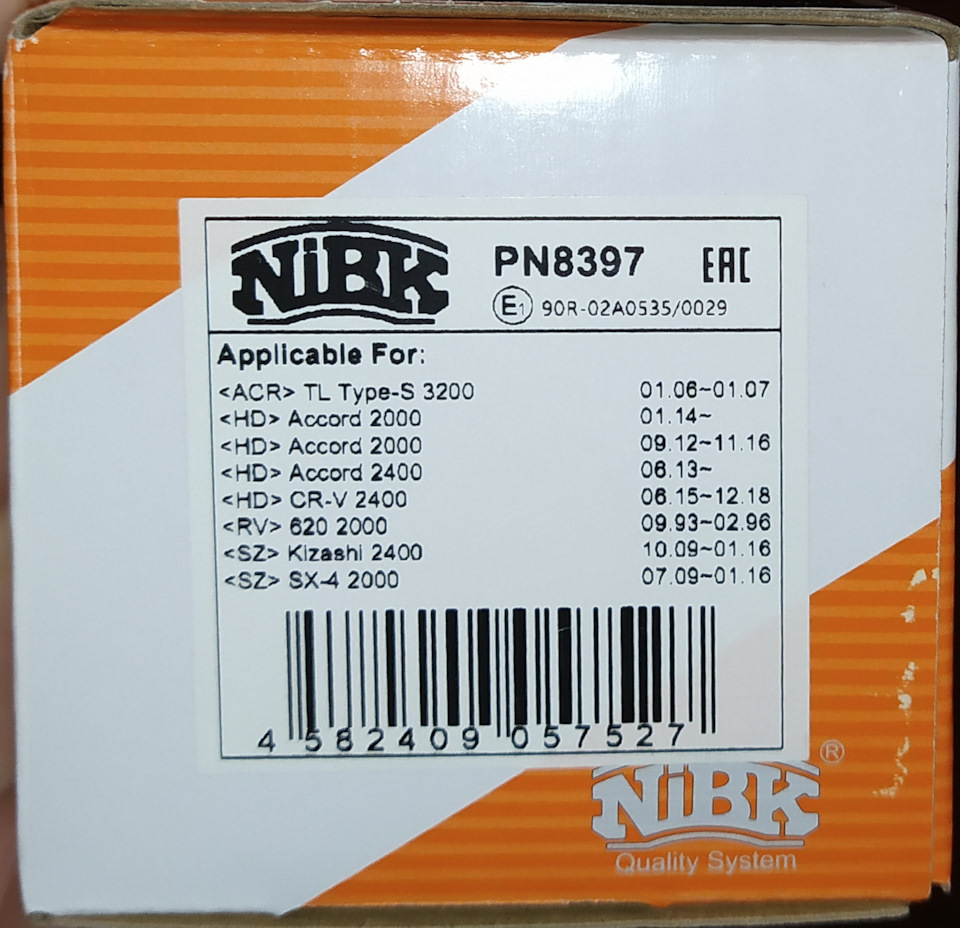 NiBK
PN8397
EAC
E1 90R-02A0535/0029
Applicable For:
<ACR> TL Type-S 3200 01.06~01.07
<HD> Accord 2000 01.14~
<HD> Accord 2000 09.12~11.16
<HD> Accord 2400 06.13~
<HD> CR-V 2400 06.15~12.18
<RV> 620 2000 09.93~02.96
<SZ> Kizashi 2400 10.09~01.16
<SZ> SX-4 2000 07.09~01.16
4 582409 057527
NiBK ®
Quality System